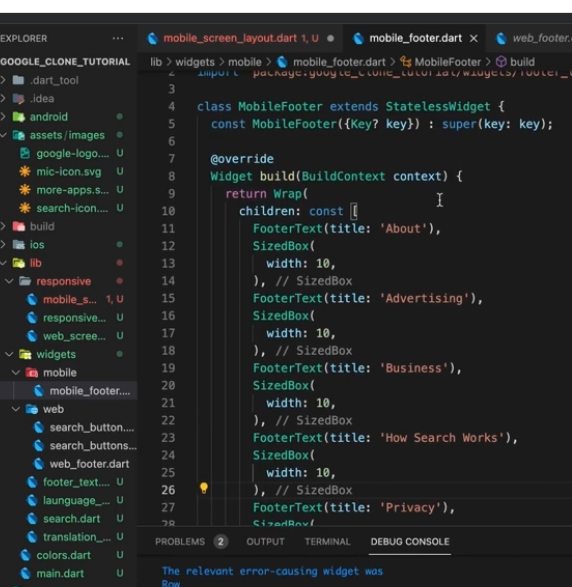 EXPLORER ...
mobile_screen_layout.dart 1, U
mobile_footer.dart
web_footer.
GOOGLE_CLONE_TUTORIAL
lib > widgets > mobile > mobile_footer.dart > MobileFooter > build
.dart_tool
.idea
android
assets/images
google-logo.... U
mic-icon.svg U
more-apps.s... U
search-icon.... U
build
ios
lib
responsive
mobile_s... 1, U
responsive... U
web_scree... U
widgets
mobile
mobile_footer....
web
search_button....
search_buttons...
web_footer.dart
footer_text.... U
launguage_... U
search.dart U
translation_... U
colors.dart U
main.dart U
2 import 'package:google_clone_tutorial/widgets/footer_t
3
4 class MobileFooter extends StatelessWidget {
5 const MobileFooter({Key? key}) : super(key: key);
6
7 @override
8 Widget build(BuildContext context) {
9 return Wrap(
10 children: const [
11 FooterText(title: 'About'),
12 SizedBox(
13 width: 10,
14 ), // SizedBox
15 FooterText(title: 'Advertising'),
16 SizedBox(
17 width: 10,
18 ), // SizedBox
19 FooterText(title: 'Business'),
20 SizedBox(
21 width: 10,
22 ), // SizedBox
23 FooterText(title: 'How Search Works'),
24 SizedBox(
25 width: 10,
26 ), // SizedBox
27 FooterText(title: 'Privacy'),
28 SizedBox(
PROBLEMS 2 OUTPUT TERMINAL DEBUG CONSOLE
The relevant error-causing widget was
Row